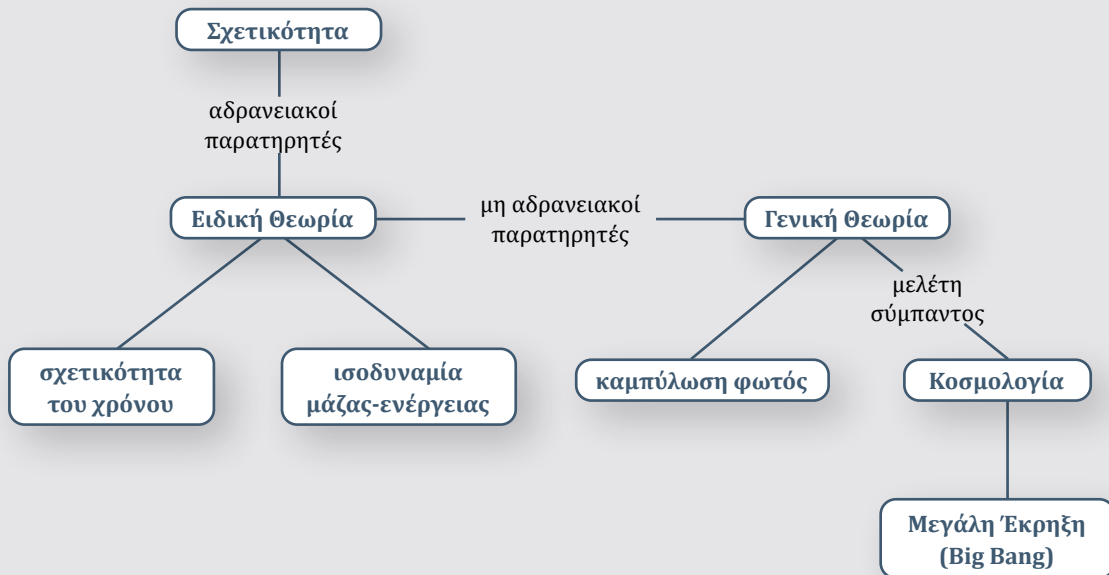 Σχετικότητα
αδρανειακοί
παρατηρητές
Ειδική Θεωρία
μη αδρανειακοί
παρατηρητές
Γενική Θεωρία
μελέτη
σύμπαντος
σχετικότητα
του χρόνου
ισοδυναμία
μάζας-ενέργειας
καμπύλωση φωτός
Κοσμολογία
Μεγάλη Έκρηξη
(Big Bang)